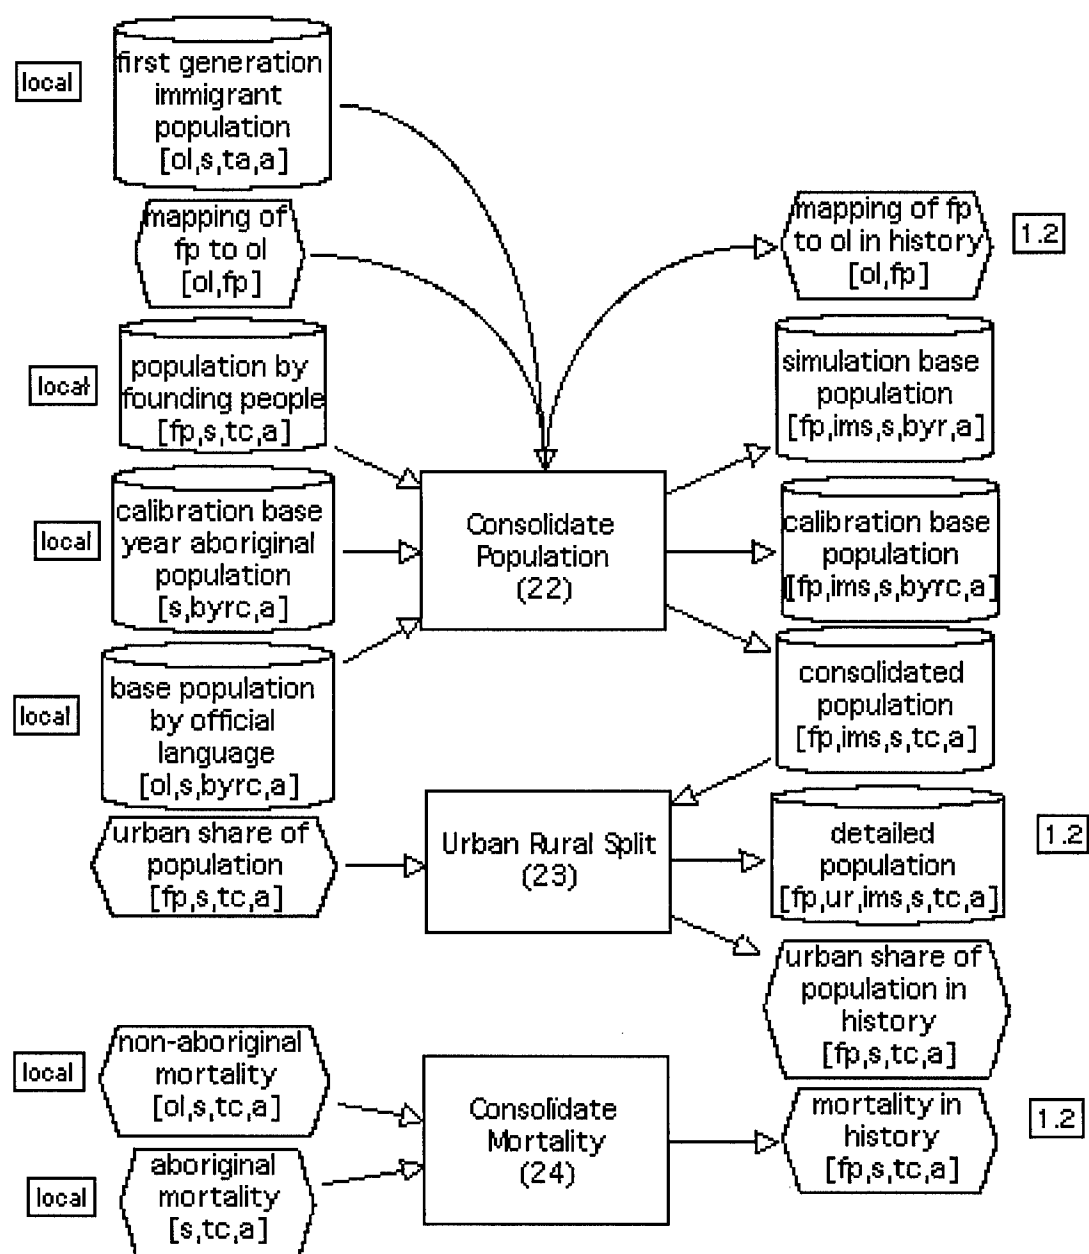 local
first generation
immigrant
population
[ol,s,ta,a]
mapping of
fp to ol
[ol,fp]
mapping of fp
to ol in history
[ol,fp]
1.2
local
population by
founding people
[fp,s,tc,a]
simulation base
population
[fp,ims,s,byr,a]
local
calibration base
year aboriginal
population
[s,byrc,a]
Consolidate
Population
(22)
calibration base
population
[fp,ims,s,byrc,a]
local
base population
by official
language
[ol,s,byrc,a]
consolidated
population
[fp,ims,s,tc,a]
urban share of
population
[fp,s,tc,a]
Urban Rural Split
(23)
detailed
population
[fp,ur,ims,s,tc,a]
1.2
urban share of
population in
history
[fp,s,tc,a]
local
non-aboriginal
mortality
[ol,s,tc,a]
local
aboriginal
mortality
[s,tc,a]
Consolidate
Mortality
(24)
mortality in
history
[fp,s,tc,a]
1.2